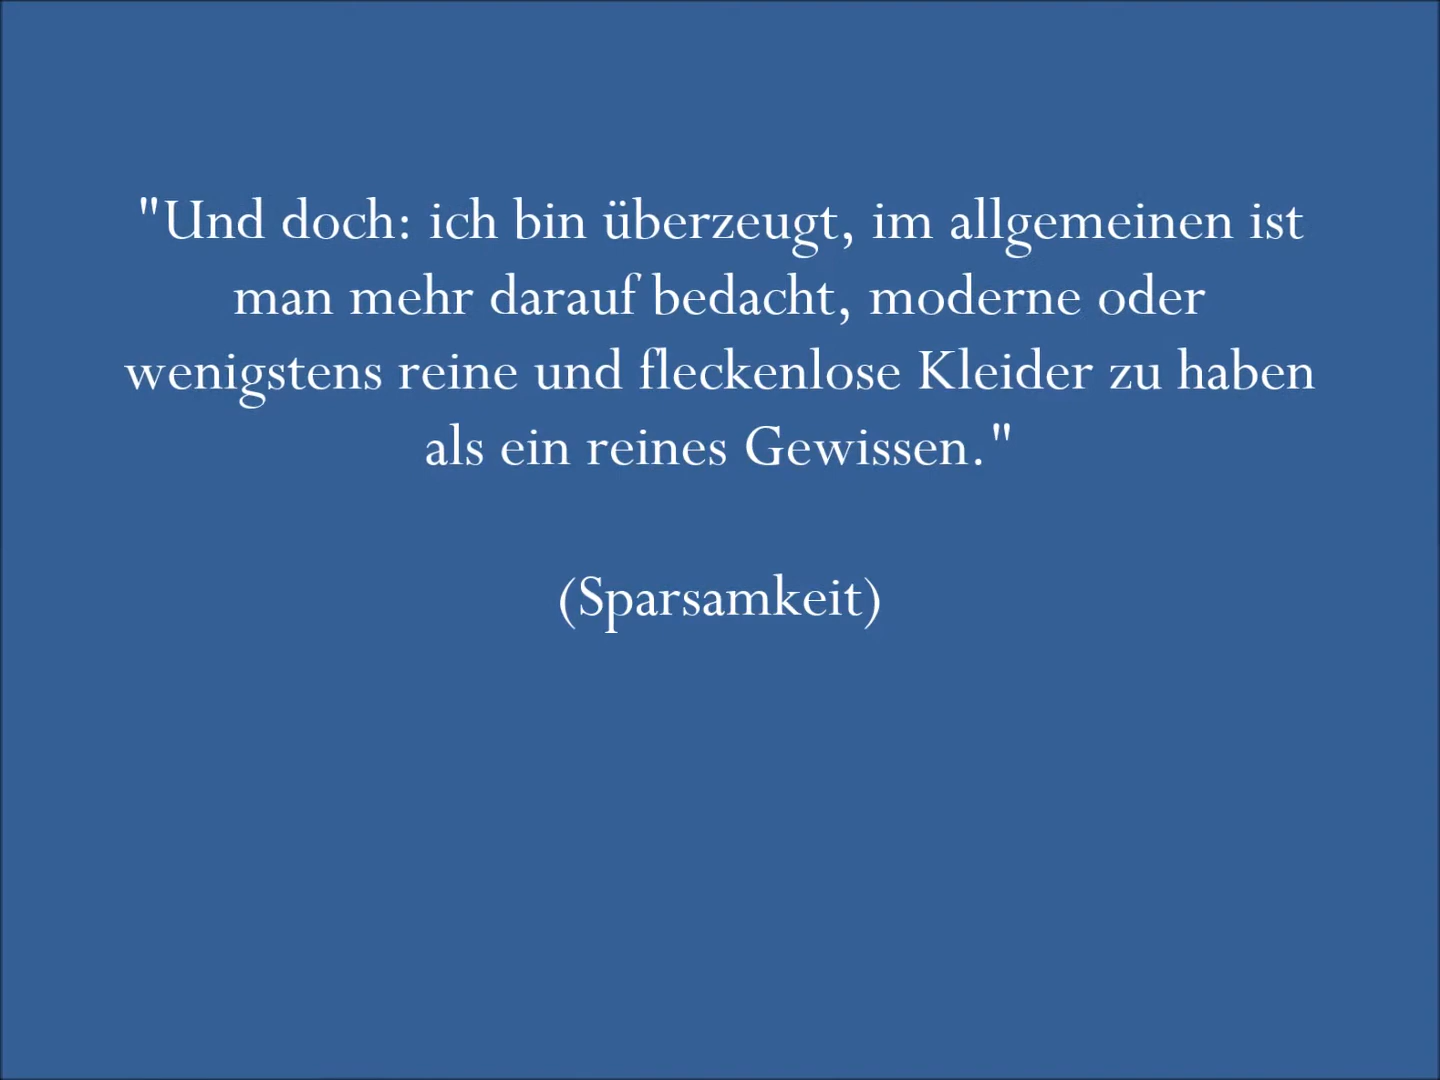 "Und doch: ich bin überzeugt, im allgemeinen ist
man mehr darauf bedacht, moderne oder
wenigstens reine und fleckenlose Kleider zu haben
als ein reines Gewissen."
(Sparsamkeit)